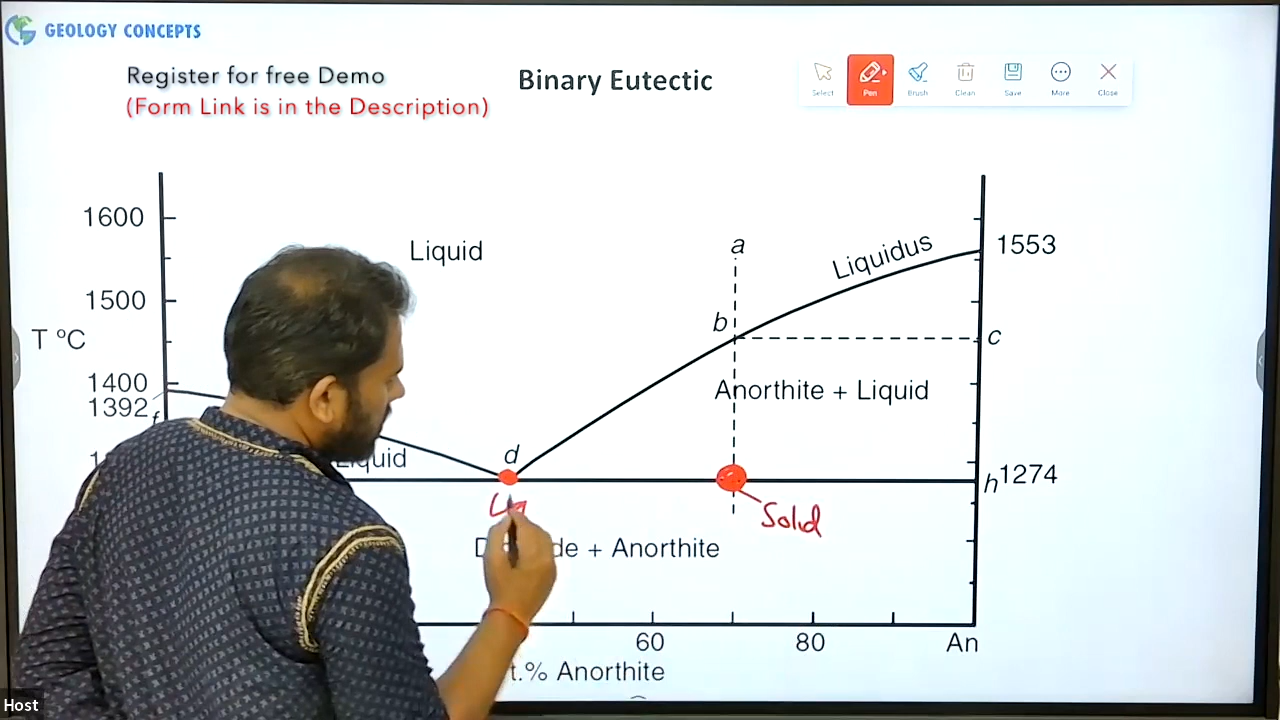 GEOLOGY CONCEPTS
Register for free Demo
(Form Link is in the Description)
Binary Eutectic
Select
Pen
Brush
Clean
Save
More
Close
1600
Liquid
a
Liquidus
1553
1500
b
T ºC
c
1400
Anorthite + Liquid
1392
f
d
Liquid
h
1274
Solid
+ Anorthite
60
80
An
t.% Anorthite
Host